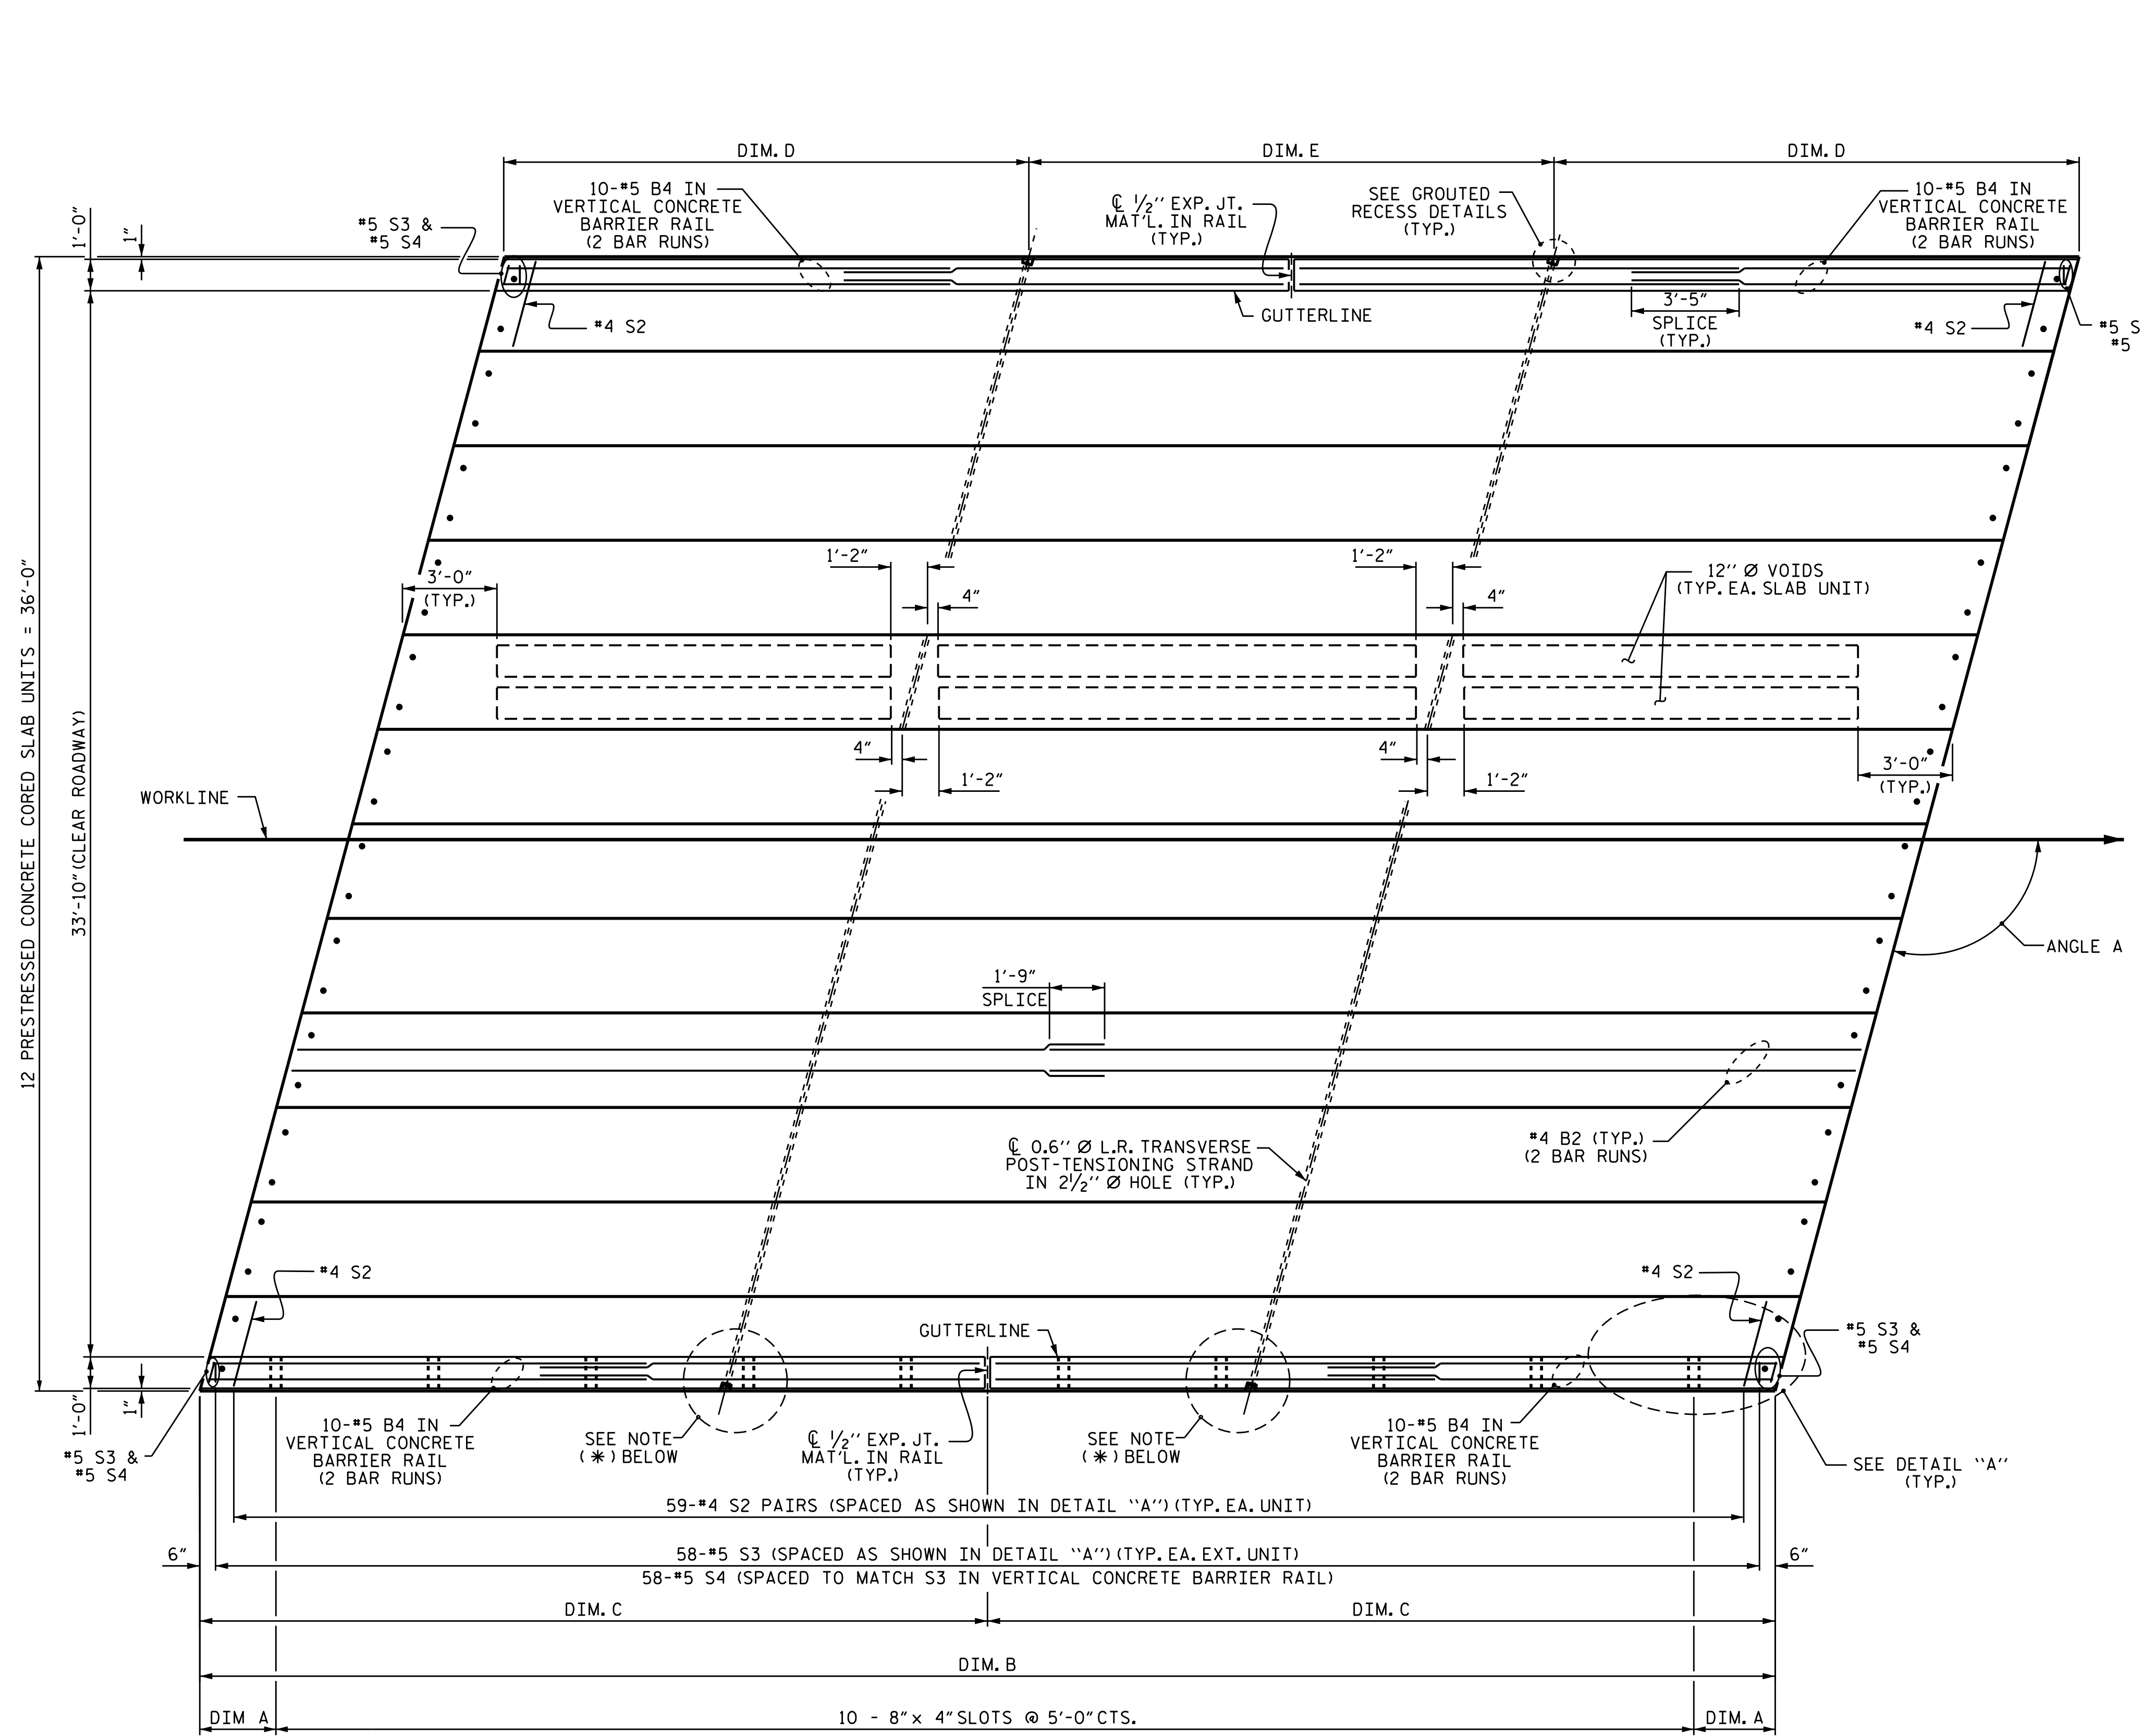 DIM. D
DIM. E
DIM. D
10-#5 B4 IN
VERTICAL CONCRETE
BARRIER RAIL
(2 BAR RUNS)
℄ 1/2" EXP. JT.
MAT'L. IN RAIL
(TYP.)
SEE GROUTED
RECESS DETAILS
(TYP.)
10-#5 B4 IN
VERTICAL CONCRETE
BARRIER RAIL
(2 BAR RUNS)
#5 S3 &
#5 S4
1'-0"
1"
#4 S2
GUTTERLINE
3'-5"
SPLICE
(TYP.)
#4 S2
#5 S
#5
1'-2"
1'-2"
12" Ø VOIDS
(TYP. EA. SLAB UNIT)
3'-0"
(TYP.)
4"
4"
12 PRESTRESSED CONCRETE CORED SLAB UNITS = 36'-0"
33'-10" (CLEAR ROADWAY)
4"
1'-2"
4"
1'-2"
3'-0"
(TYP.)
WORKLINE
ANGLE A
1'-9"
SPLICE
℄ 0.6" Ø L.R. TRANSVERSE
POST-TENSIONING STRAND
IN 2 1/2" Ø HOLE (TYP.)
#4 B2 (TYP.)
(2 BAR RUNS)
#4 S2
#4 S2
GUTTERLINE
#5 S3 &
#5 S4
1'-0"
1"
#5 S3 &
#5 S4
10-#5 B4 IN
VERTICAL CONCRETE
BARRIER RAIL
(2 BAR RUNS)
SEE NOTE
(*) BELOW
℄ 1/2" EXP. JT.
MAT'L. IN RAIL
(TYP.)
SEE NOTE
(*) BELOW
10-#5 B4 IN
VERTICAL CONCRETE
BARRIER RAIL
(2 BAR RUNS)
SEE DETAIL "A"
(TYP.)
59-#4 S2 PAIRS (SPACED AS SHOWN IN DETAIL "A") (TYP. EA. UNIT)
6"
58-#5 S3 (SPACED AS SHOWN IN DETAIL "A") (TYP. EA. EXT. UNIT)
6"
58-#5 S4 (SPACED TO MATCH S3 IN VERTICAL CONCRETE BARRIER RAIL)
DIM. C
DIM. C
DIM. B
DIM A
10 - 8" x 4" SLOTS @ 5'-0" CTS.
DIM. A